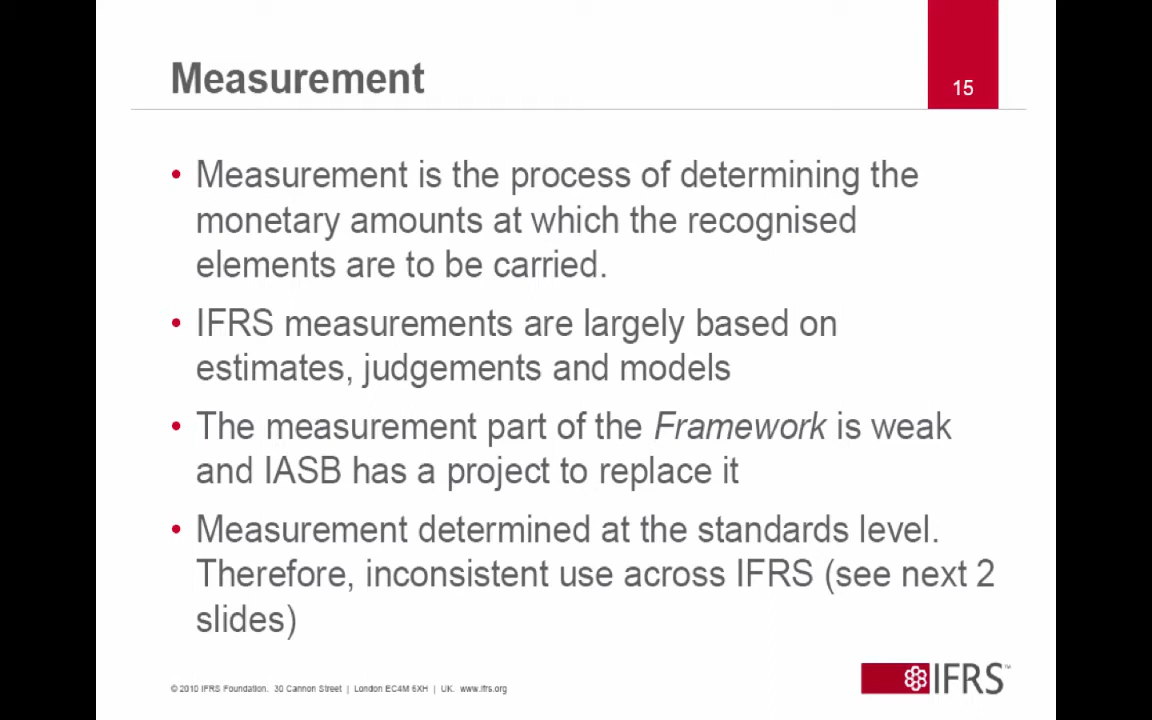 Measurement
15
• Measurement is the process of determining the
monetary amounts at which the recognised
elements are to be carried.
• IFRS measurements are largely based on
estimates, judgements and models
• The measurement part of the Framework is weak
and IASB has a project to replace it
• Measurement determined at the standards level.
Therefore, inconsistent use across IFRS (see next 2
slides)
© 2010 IFRS Foundation. 30 Cannon Street | London EC4M 6XH | UK. www.ifrs.org
IFRS™